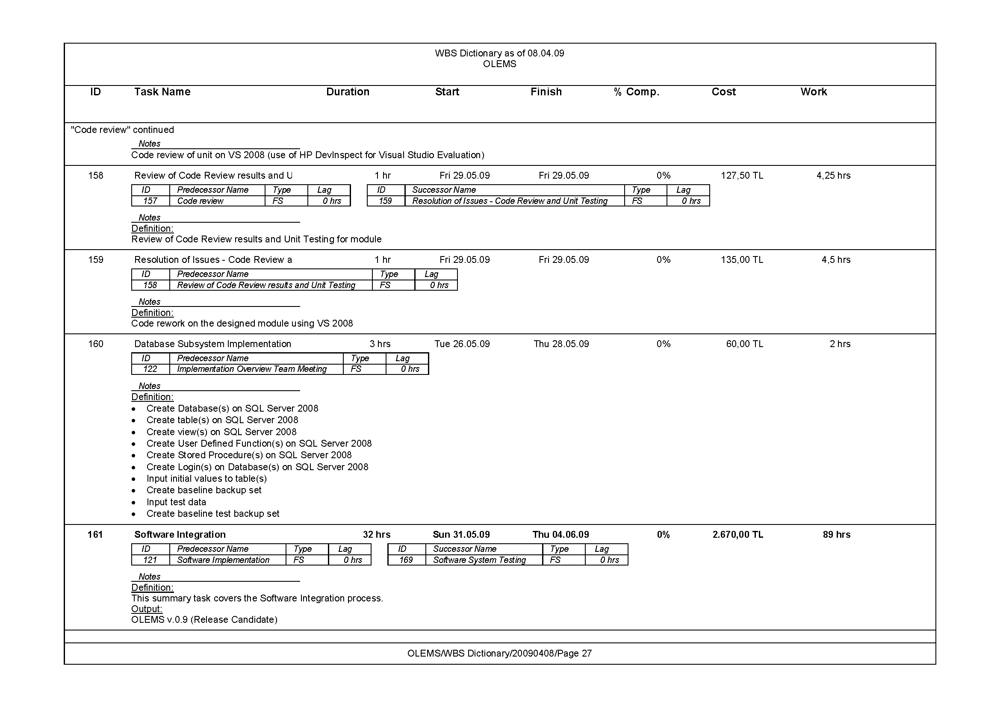 WBS Dictionary as of 08.04.09
OLEMS
ID Task Name Duration Start Finish % Comp. Cost Work
"Code review" continued
Notes
Code review of unit on VS 2008 (use of HP DevInspect for Visual Studio Evaluation)
158 Review of Code Review results and U 1 hr Fri 29.05.09 Fri 29.05.09 0% 127,50 TL 4,25 hrs
ID Predecessor Name Type Lag ID Successor Name Type Lag
157 Code review FS 0 hrs 159 Resolution of Issues - Code Review and Unit Testing FS 0 hrs
Notes
Definition:
Review of Code Review results and Unit Testing for module
159 Resolution of Issues - Code Review a 1 hr Fri 29.05.09 Fri 29.05.09 0% 135,00 TL 4,5 hrs
ID Predecessor Name Type Lag
158 Review of Code Review results and Unit Testing FS 0 hrs
Notes
Definition:
Code rework on the designed module using VS 2008
160 Database Subsystem Implementation 3 hrs Tue 26.05.09 Thu 28.05.09 0% 60,00 TL 2 hrs
ID Predecessor Name Type Lag
122 Implementation Overview Team Meeting FS 0 hrs
Notes
Definition:
• Create Database(s) on SQL Server 2008
• Create table(s) on SQL Server 2008
• Create view(s) on SQL Server 2008
• Create User Defined Function(s) on SQL Server 2008
• Create Stored Procedure(s) on SQL Server 2008
• Create Login(s) on Database(s) on SQL Server 2008
• Input initial values to table(s)
• Create baseline backup set
• Input test data
• Create baseline test backup set
161 Software Integration 32 hrs Sun 31.05.09 Thu 04.06.09 0% 2.670,00 TL 89 hrs
ID Predecessor Name Type Lag ID Successor Name Type Lag
121 Software Implementation FS 0 hrs 169 Software System Testing FS 0 hrs
Notes
Definition:
This summary task covers the Software Integration process.
Output:
OLEMS v.0.9 (Release Candidate)
OLEMS/WBS Dictionary/20090408/Page 27